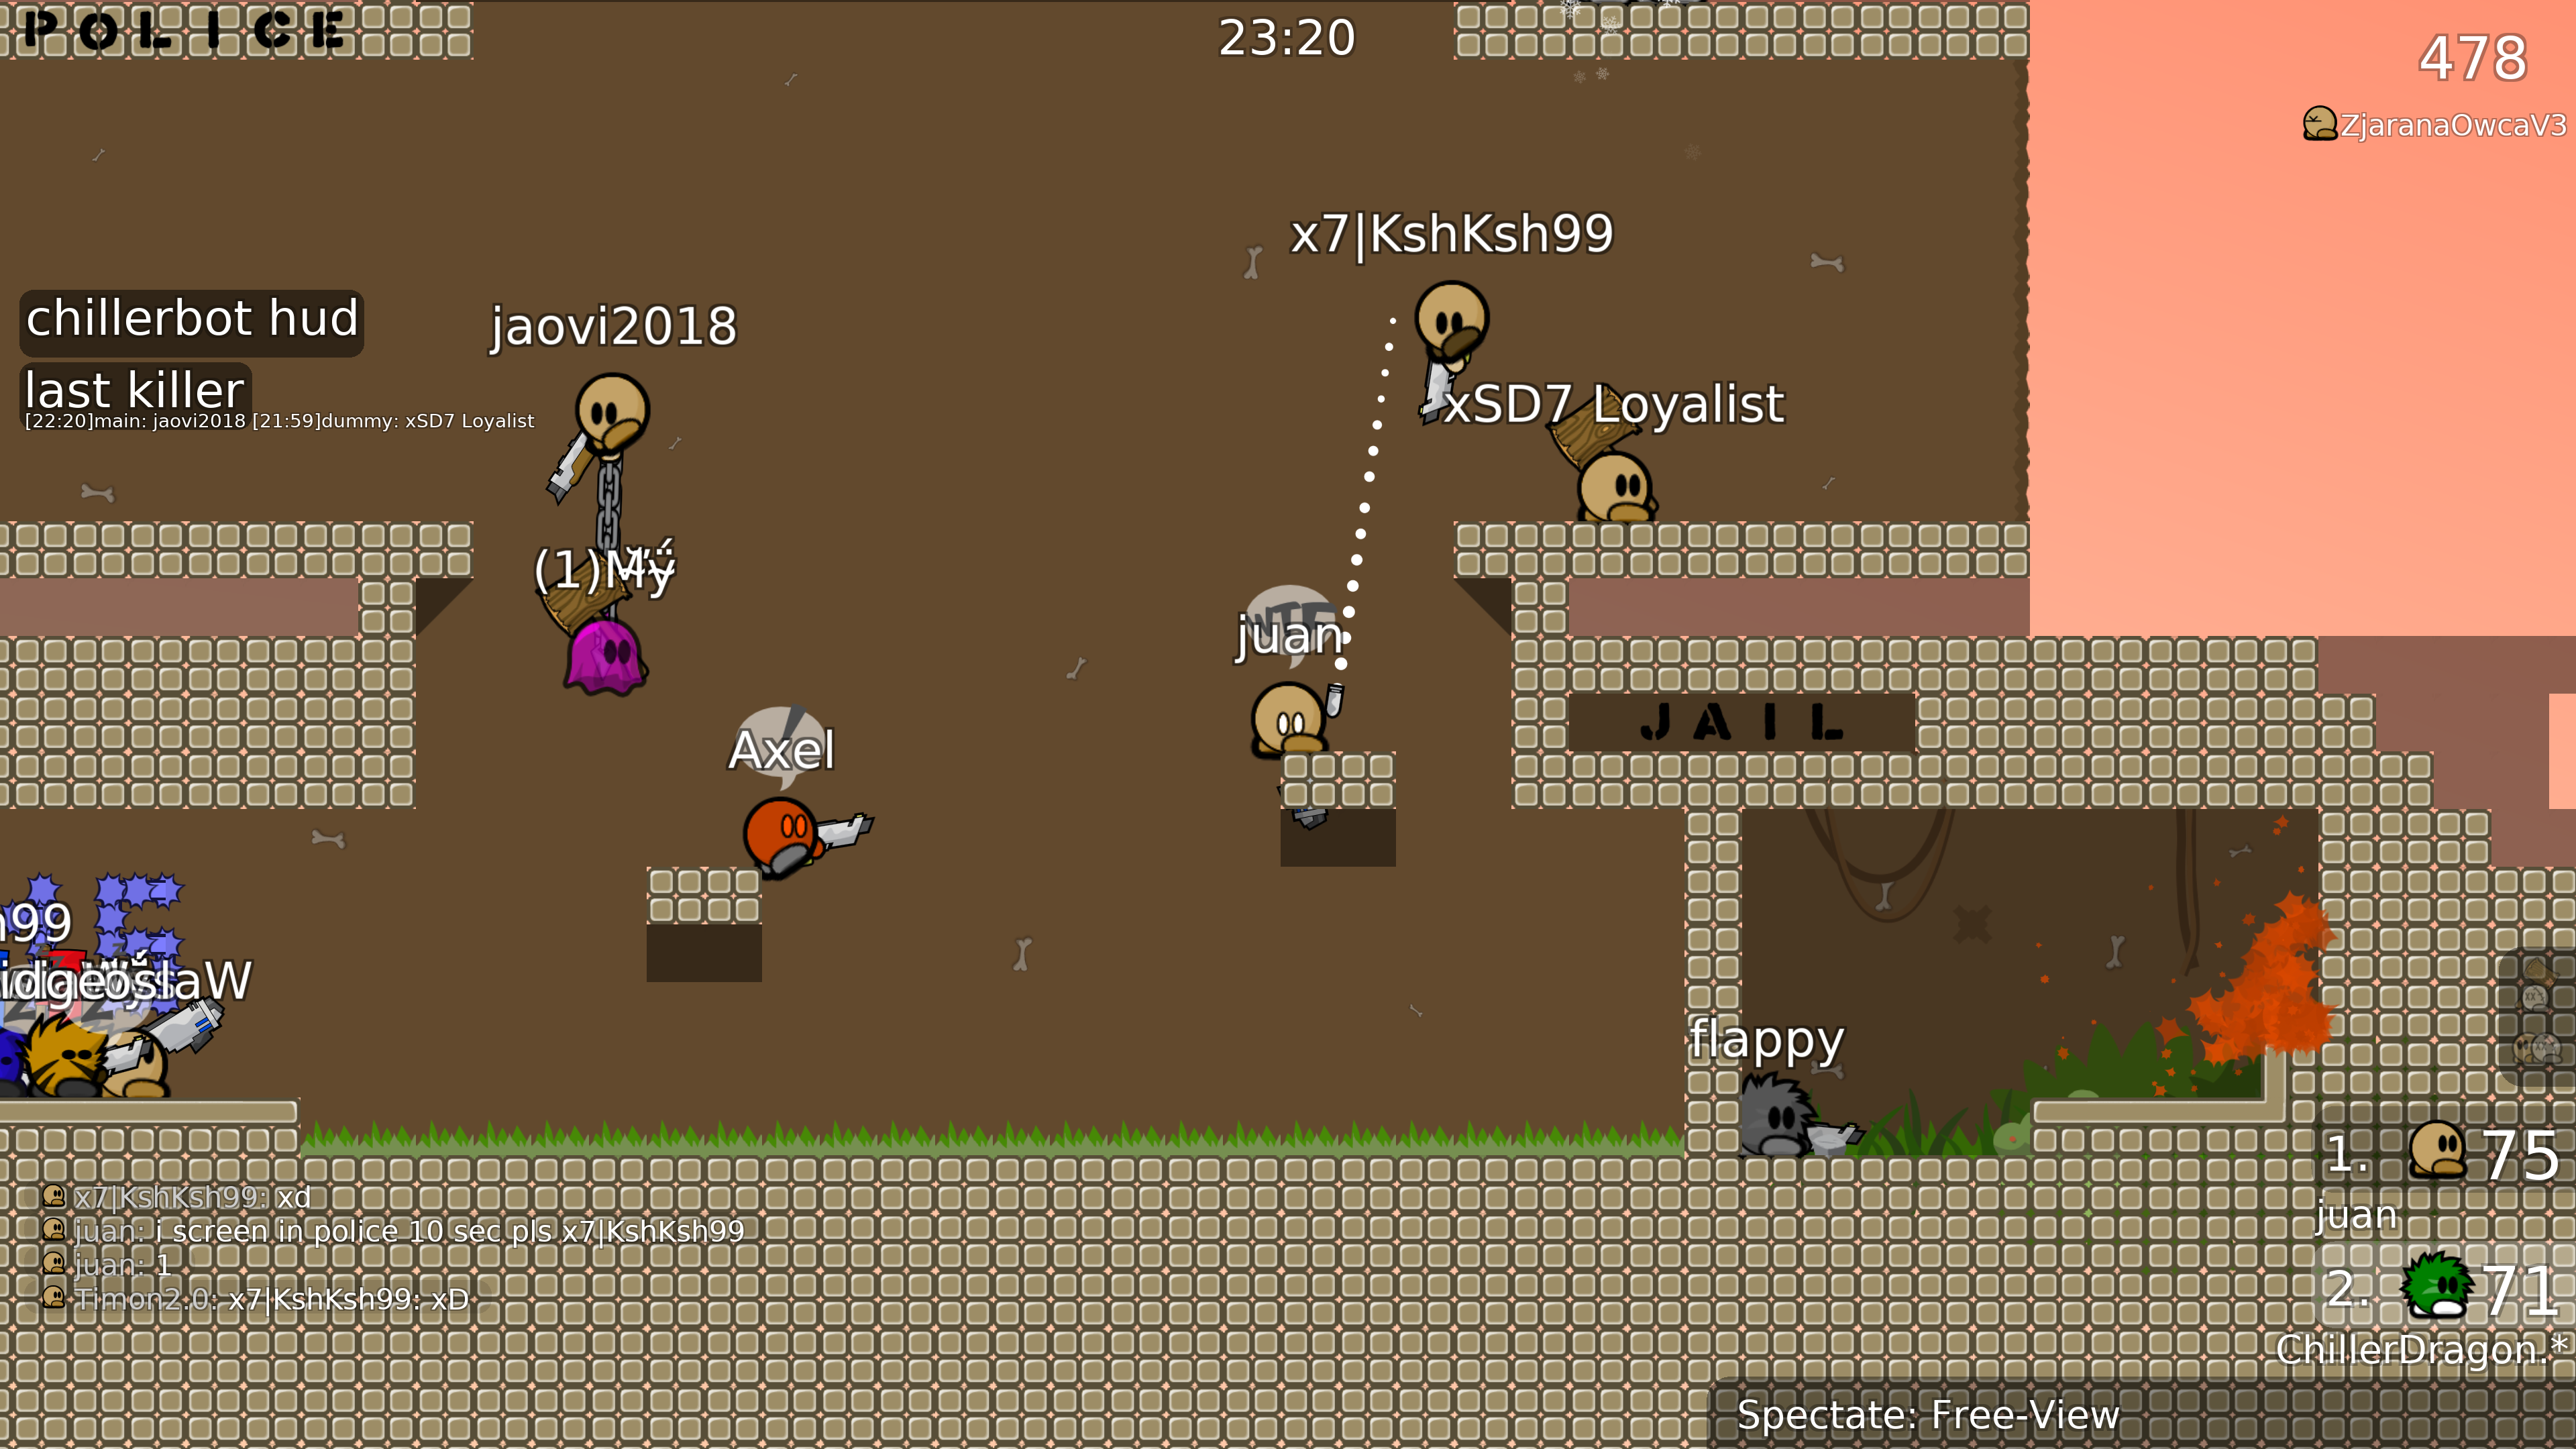 POLICE
23:20
478
ZjaranaOwcaV3
x7|KshKsh99
chillerbot hud
jaovi2018
last killer
[22:20]main: jaovi2018 [21:59]dummy: xSD7 Loyalist
xSD7 Loyalist
juan
JAIL
Axel
flappy
1. 75
juan
2. 71
ChillerDragon.*
x7|KshKsh99: xd
juan: i screen in police 10 sec pls x7|KshKsh99
juan: 1
Timon2.0: x7|KshKsh99: xD
Spectate: Free-View